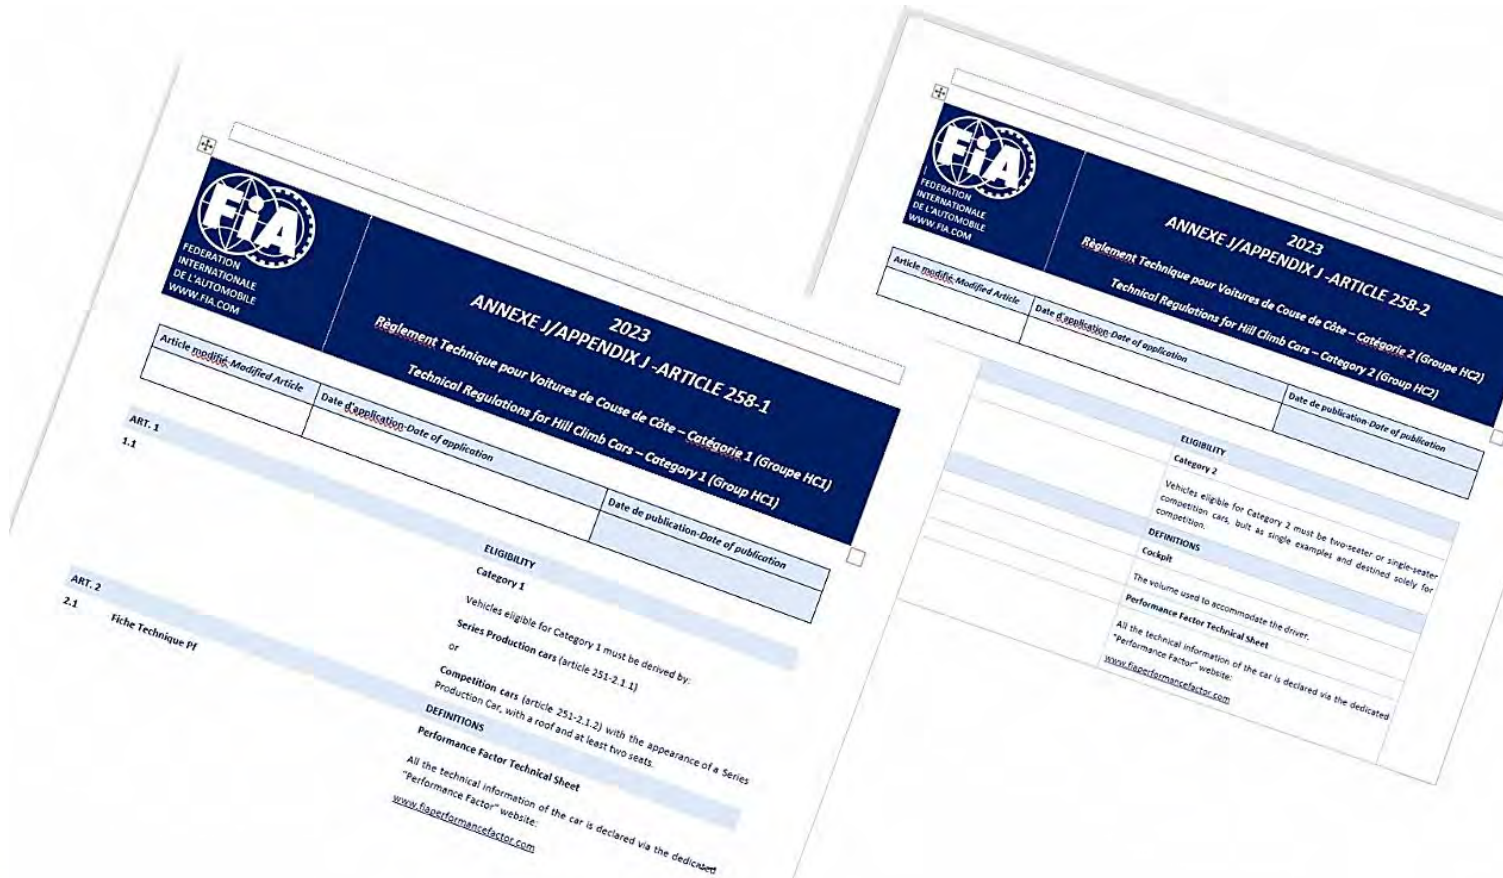 FiA
FEDERATION
INTERNATIONALE
DE L'AUTOMOBILE
WWW.FIA.COM
2023
ANNEXE J/APPENDIX J -ARTICLE 258-1
Règlement Technique pour Voitures de Couse de Côte – Catégorie 1 (Groupe HC1)
Technical Regulations for Hill Climb Cars – Category 1 (Group HC1)
Article modifié-Modified Article
Date d'application-Date of application
Date de publication-Date of publication
ART. 1
ELIGIBILITY
1.1
Category 1
Vehicles eligible for Category 1 must be derived by:
Series Production cars (article 251-2.1.1)
or
Competition cars (article 251-2.1.2) with the appearance of a Series
Production Car, with a roof and at least two seats.
ART. 2
DEFINITIONS
2.1
Fiche Technique Pf
Performance Factor Technical Sheet
All the technical information of the car is declared via the dedicated
"Performance Factor" website:
www.fiaperformancefactor.com
FiA
FEDERATION
INTERNATIONALE
DE L'AUTOMOBILE
WWW.FIA.COM
2023
ANNEXE J/APPENDIX J -ARTICLE 258-2
Règlement Technique pour Voitures de Couse de Côte – Catégorie 2 (Groupe HC2)
Technical Regulations for Hill Climb Cars – Category 2 (Group HC2)
Article modifié-Modified Article
Date d'application-Date of application
Date de publication-Date of publication
ELIGIBILITY
Category 2
Vehicles eligible for Category 2 must be two-seater or single-seater
competition cars, bult as single examples and destined solely for
competition.
DEFINITIONS
Cockpit
The volume used to accommodate the driver.
Performance Factor Technical Sheet
All the technical information of the car is declared via the dedicated
"Performance Factor" website:
www.fiaperformancefactor.com